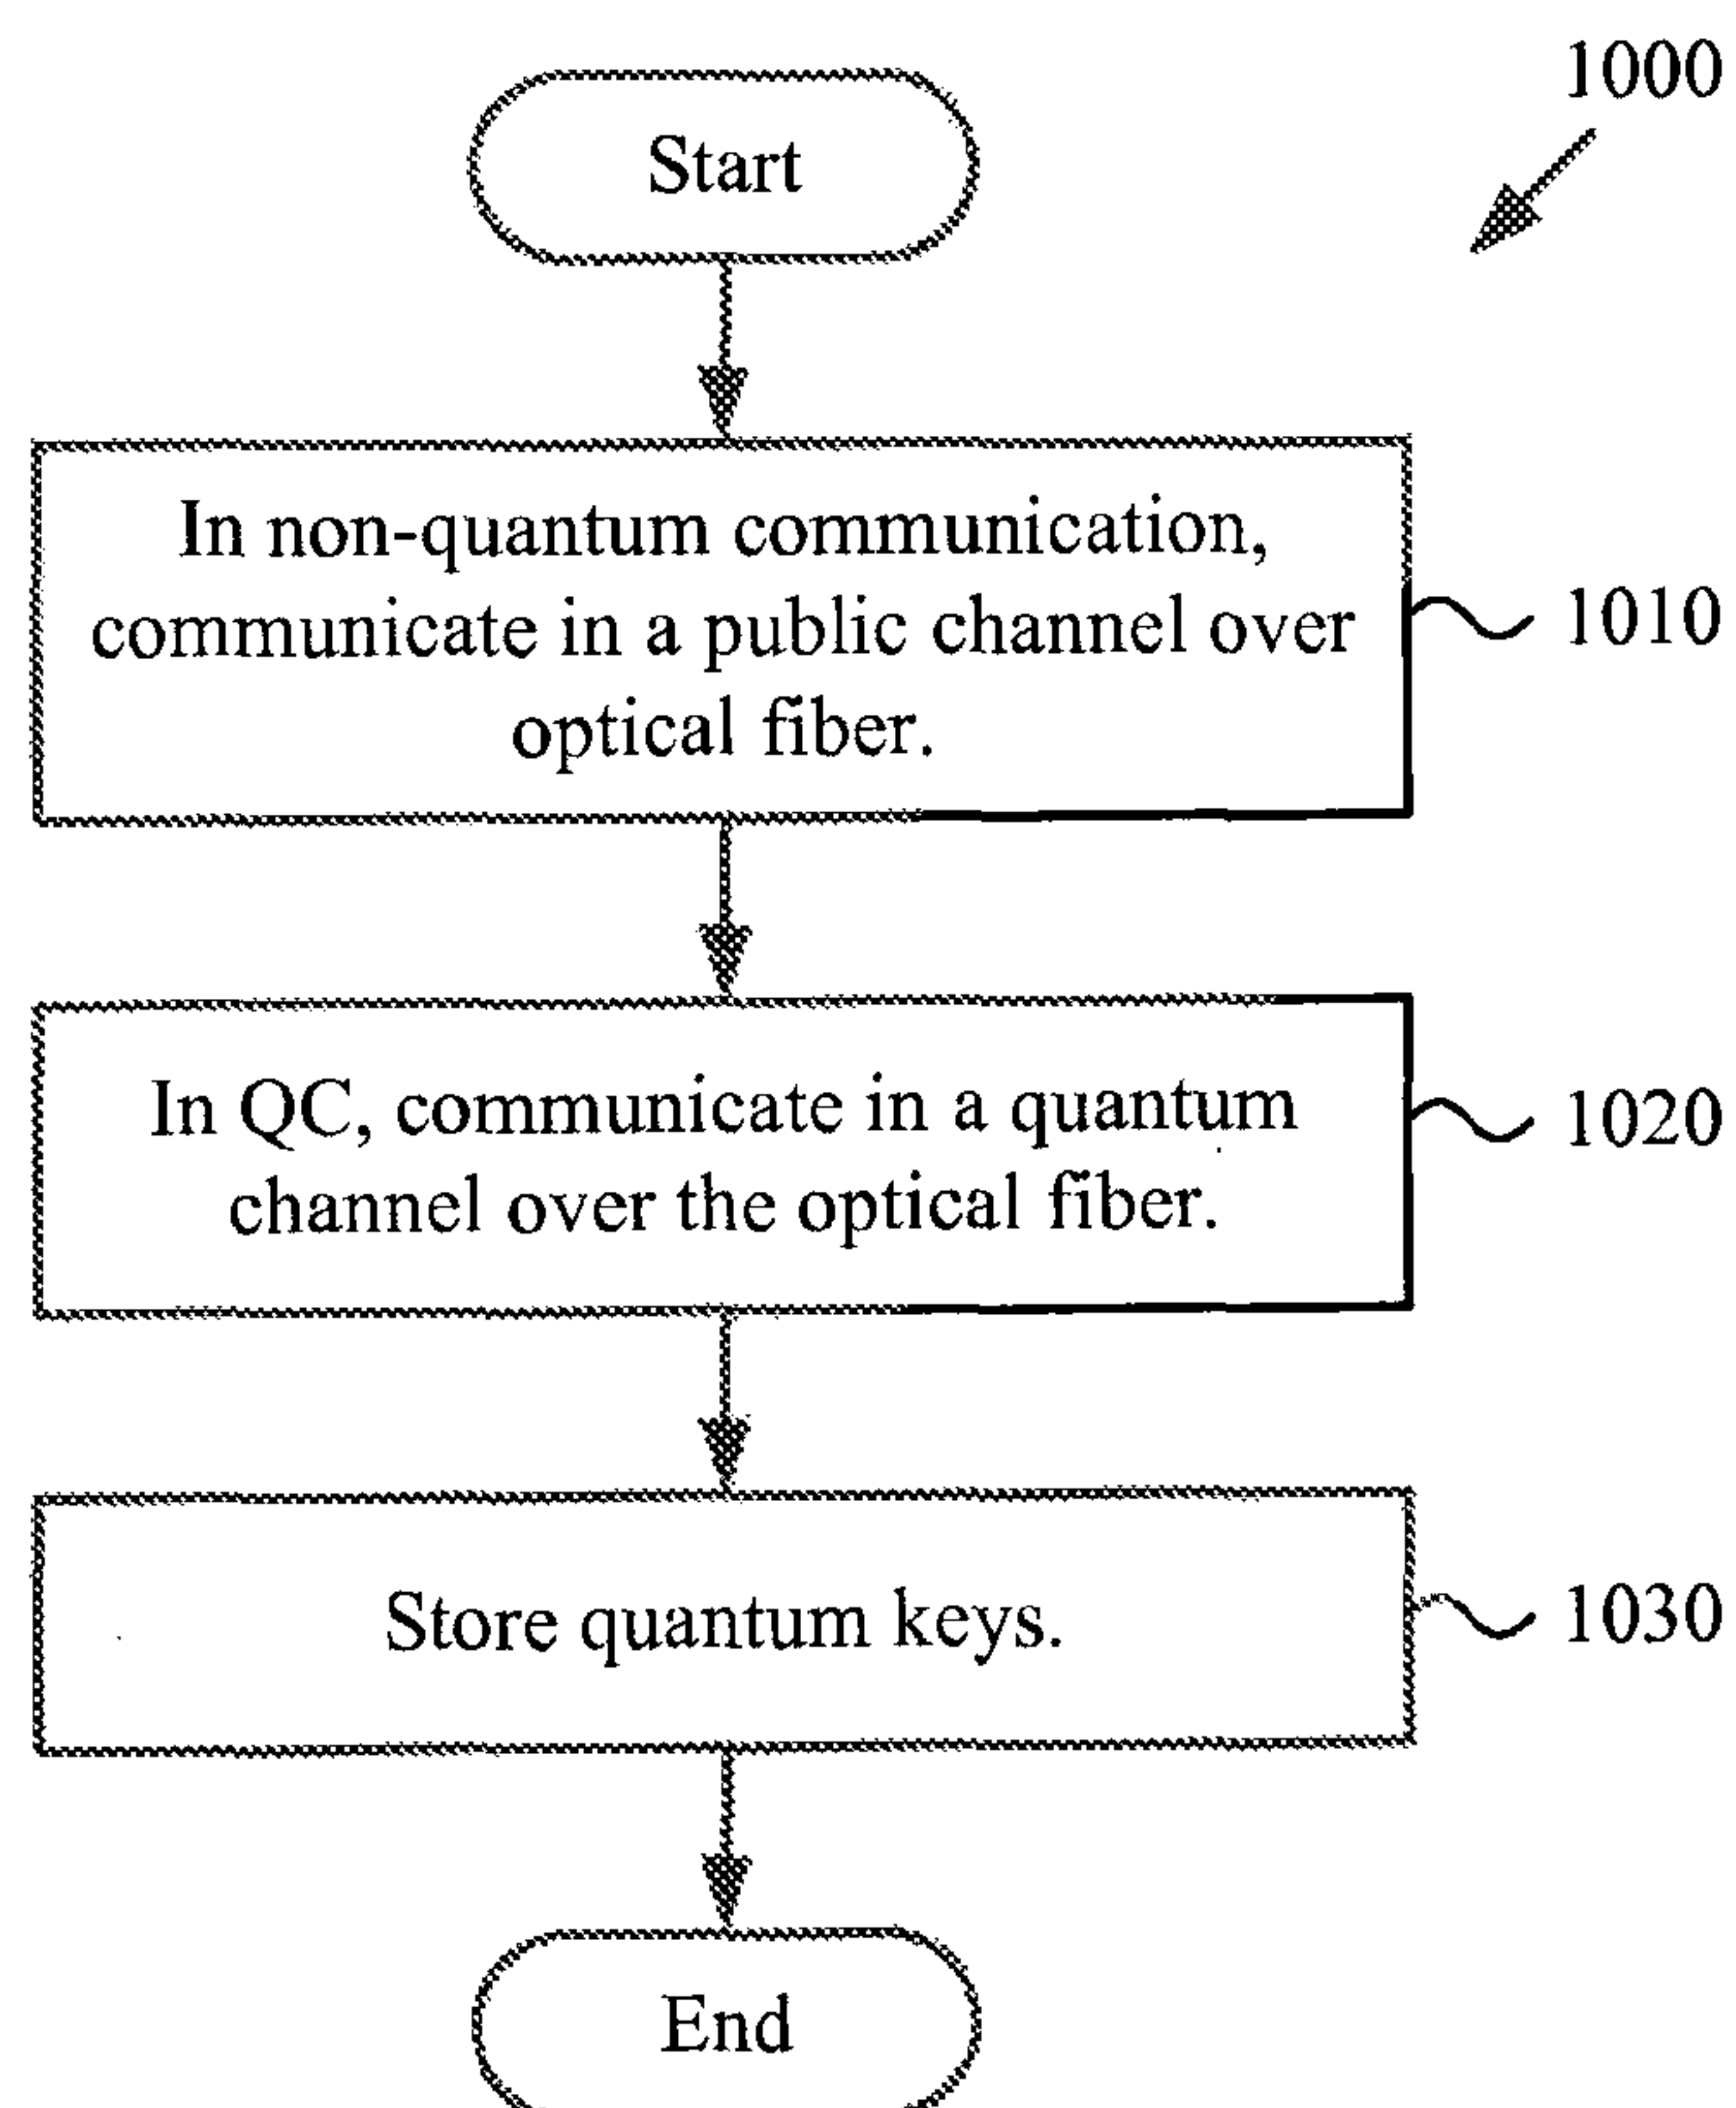 1000
Start
In non-quantum communication,
communicate in a public channel over
optical fiber.
1010
In QC, communicate in a quantum
channel over the optical fiber.
1020
Store quantum keys.
1030
End